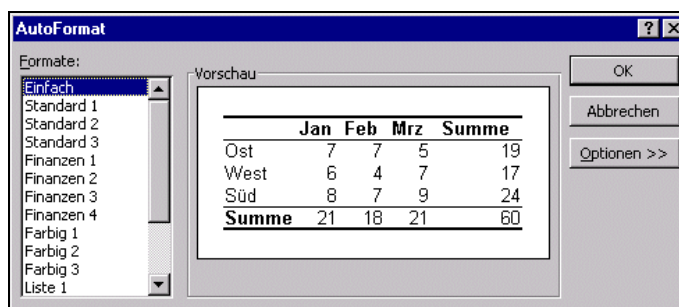 AutoFormat
Formate:
Einfach
Standard 1
Standard 2
Standard 3
Finanzen 1
Finanzen 2
Finanzen 3
Finanzen 4
Farbig 1
Farbig 2
Farbig 3
Liste 1
Vorschau
Jan Feb Mrz Summe
Ost 7 7 5 19
West 6 4 7 17
Süd 8 7 9 24
Summe 21 18 21 60
OK
Abbrechen
Optionen >>